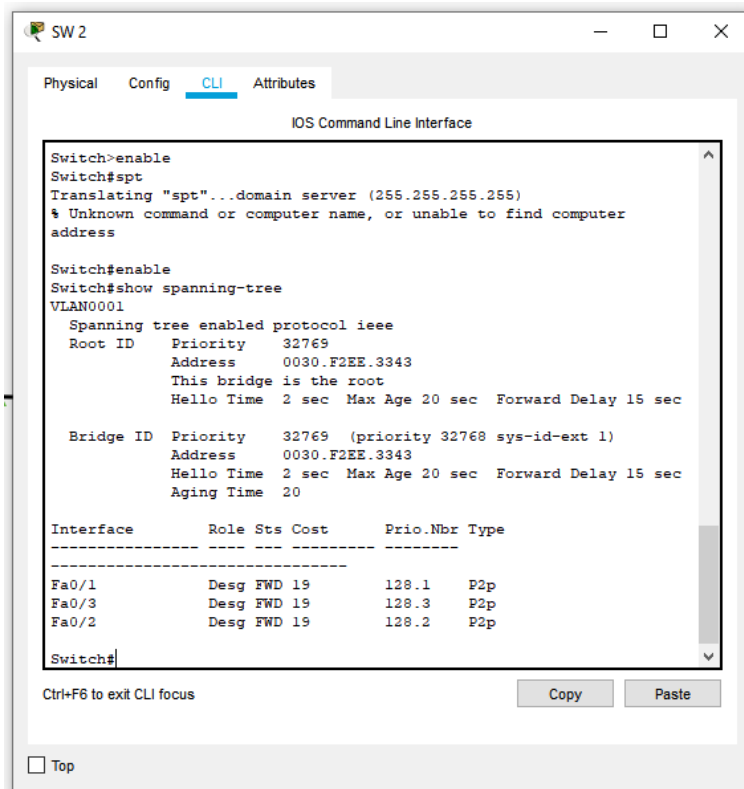 SW 2
Physical Config CLI Attributes
IOS Command Line Interface
Switch>enable
Switch#spt
Translating "spt"...domain server (255.255.255.255)
% Unknown command or computer name, or unable to find computer
address
Switch#enable
Switch#show spanning-tree
VLAN0001
  Spanning tree enabled protocol ieee
  Root ID    Priority    32769
             Address     0030.F2EE.3343
             This bridge is the root
             Hello Time  2 sec  Max Age 20 sec  Forward Delay 15 sec
  Bridge ID  Priority    32769  (priority 32768 sys-id-ext 1)
             Address     0030.F2EE.3343
             Hello Time  2 sec  Max Age 20 sec  Forward Delay 15 sec
             Aging Time  20
Interface        Role Sts Cost      Prio.Nbr Type
---------------- ---- --- --------- --------
--------------------------------
Fa0/1            Desg FWD 19        128.1    P2p
Fa0/3            Desg FWD 19        128.3    P2p
Fa0/2            Desg FWD 19        128.2    P2p
Switch#
Ctrl+F6 to exit CLI focus Copy Paste
Top